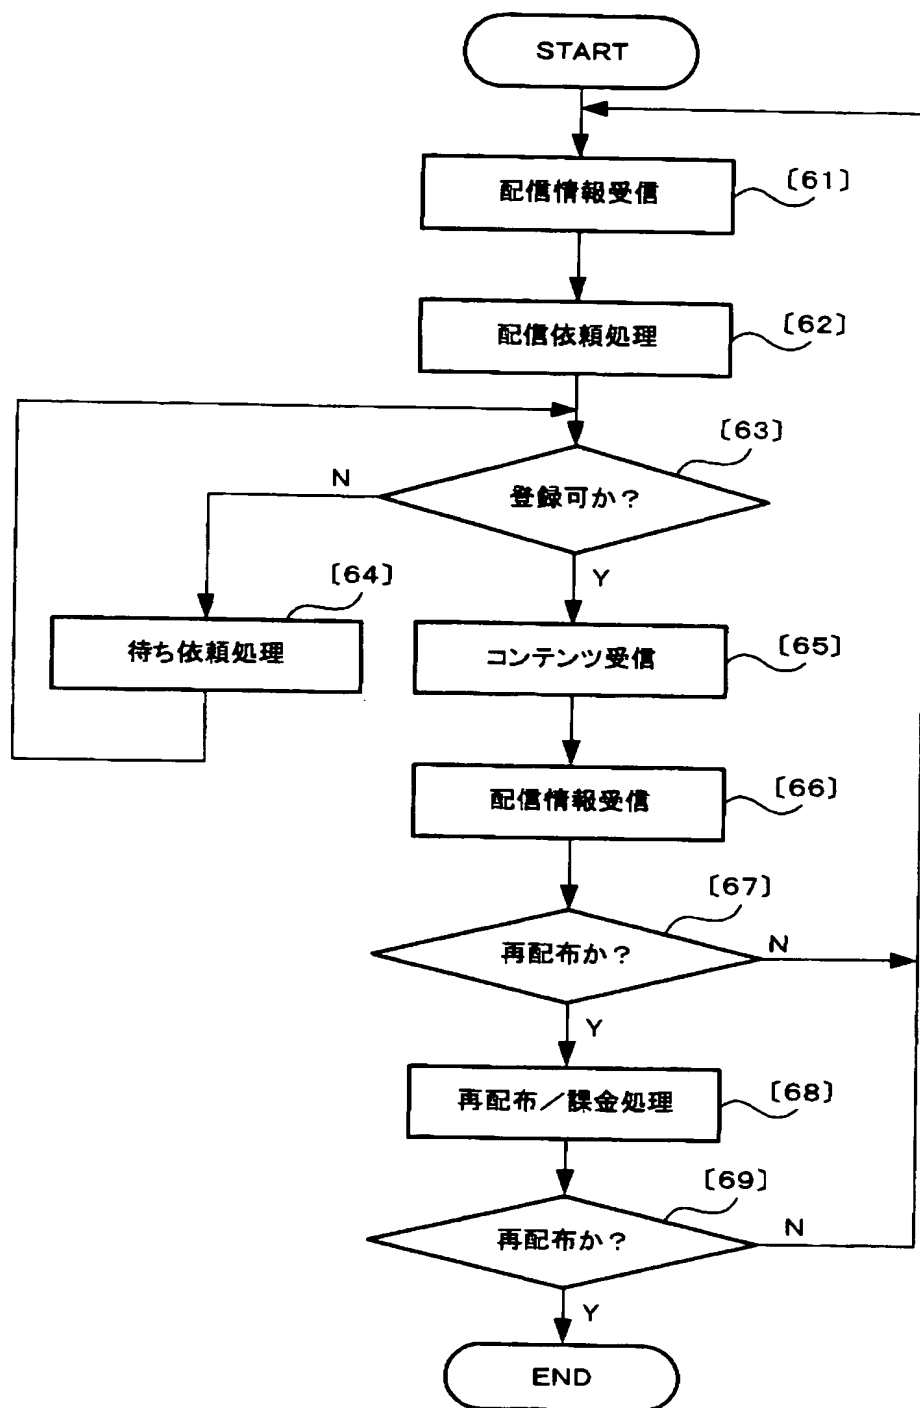 START
配信情報受信
〔61〕
配信依頼処理
〔62〕
〔63〕
登録可か？
N
Y
〔64〕
待ち依頼処理
コンテンツ受信
〔65〕
配信情報受信
〔66〕
〔67〕
再配布か？
N
Y
再配布／課金処理
〔68〕
〔69〕
再配布か？
N
Y
END